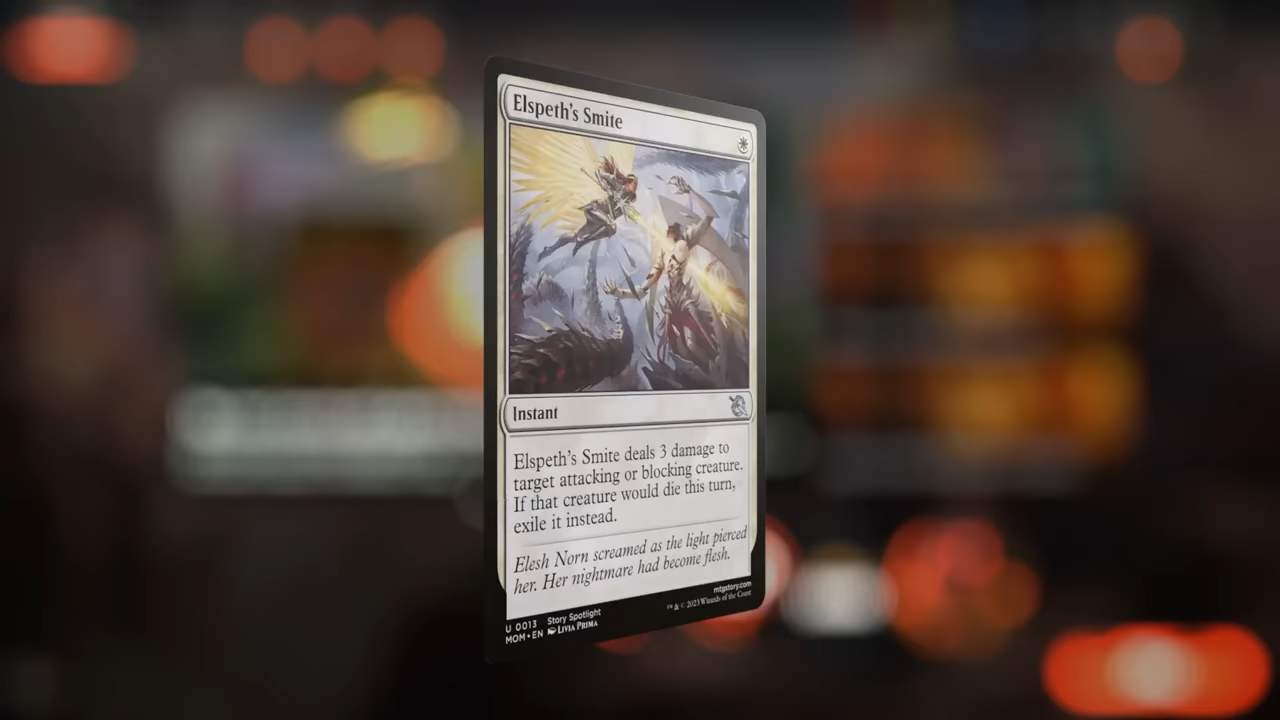 Elspeth's Smite
Instant
Elspeth's Smite deals 3 damage to
target attacking or blocking creature.
If that creature would die this turn,
exile it instead.
Elesh Norn screamed as the light pierced
her. Her nightmare had become flesh.
mtgstory.com
U 0013 Story Spotlight
™ & © 2023 Wizards of the Coast
MOM • EN LIVIA PRIMA